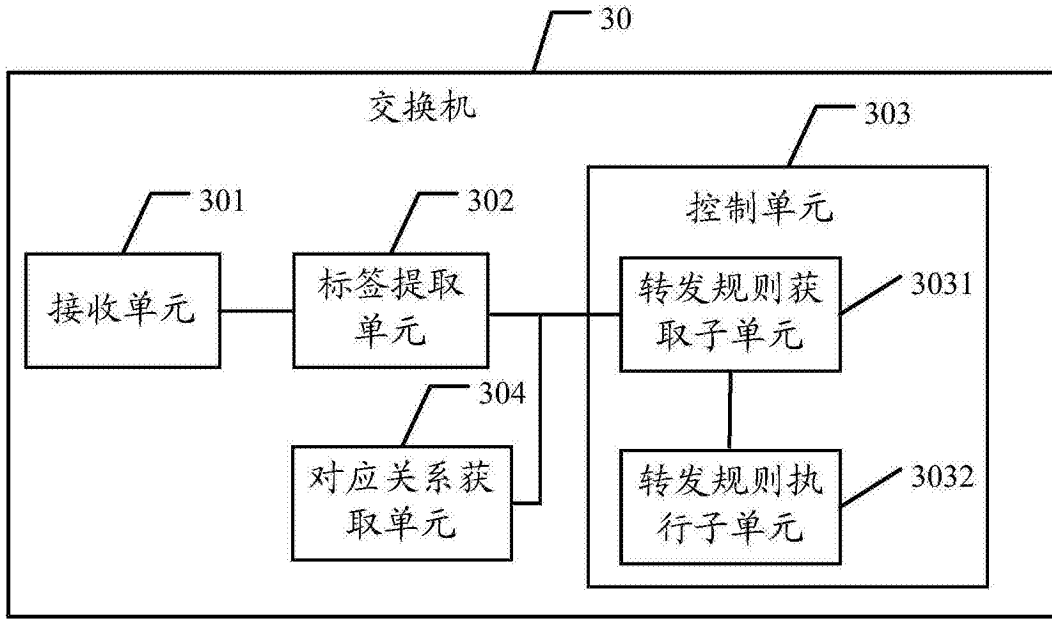 30
交换机
303
301
302
控制单元
接收单元
标签提取
单元
转发规则获
取子单元
3031
304
对应关系获
取单元
转发规则执
行子单元
3032